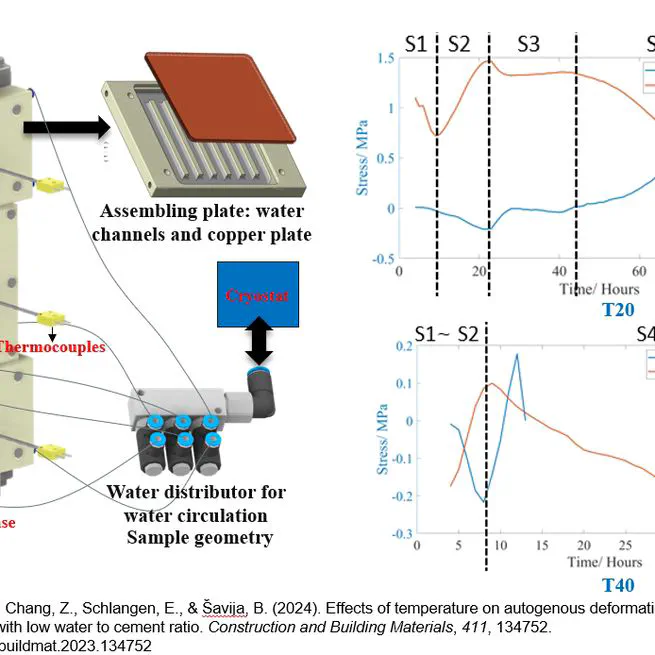 Assembling plate: water
channels and copper plate
Cryostat
Thermocouples
Water distributor for
water circulation
Sample geometry
S1 S2 S3 S
1.5
1
0.5
0
-0.5
Stress/ MPa
0 20 40 60
Time/ Hours
T20
S1~ S2 S4
0.2
0.1
0
-0.1
-0.2
-0.3
Stress/ MPa
0 5 10 15 20 25
Time/ Hours
T40
Chang, Z., Schlangen, E., & Šavija, B. (2024). Effects of temperature on autogenous deformati
with low water to cement ratio. Construction and Building Materials, 411, 134752.
buildmat.2023.134752